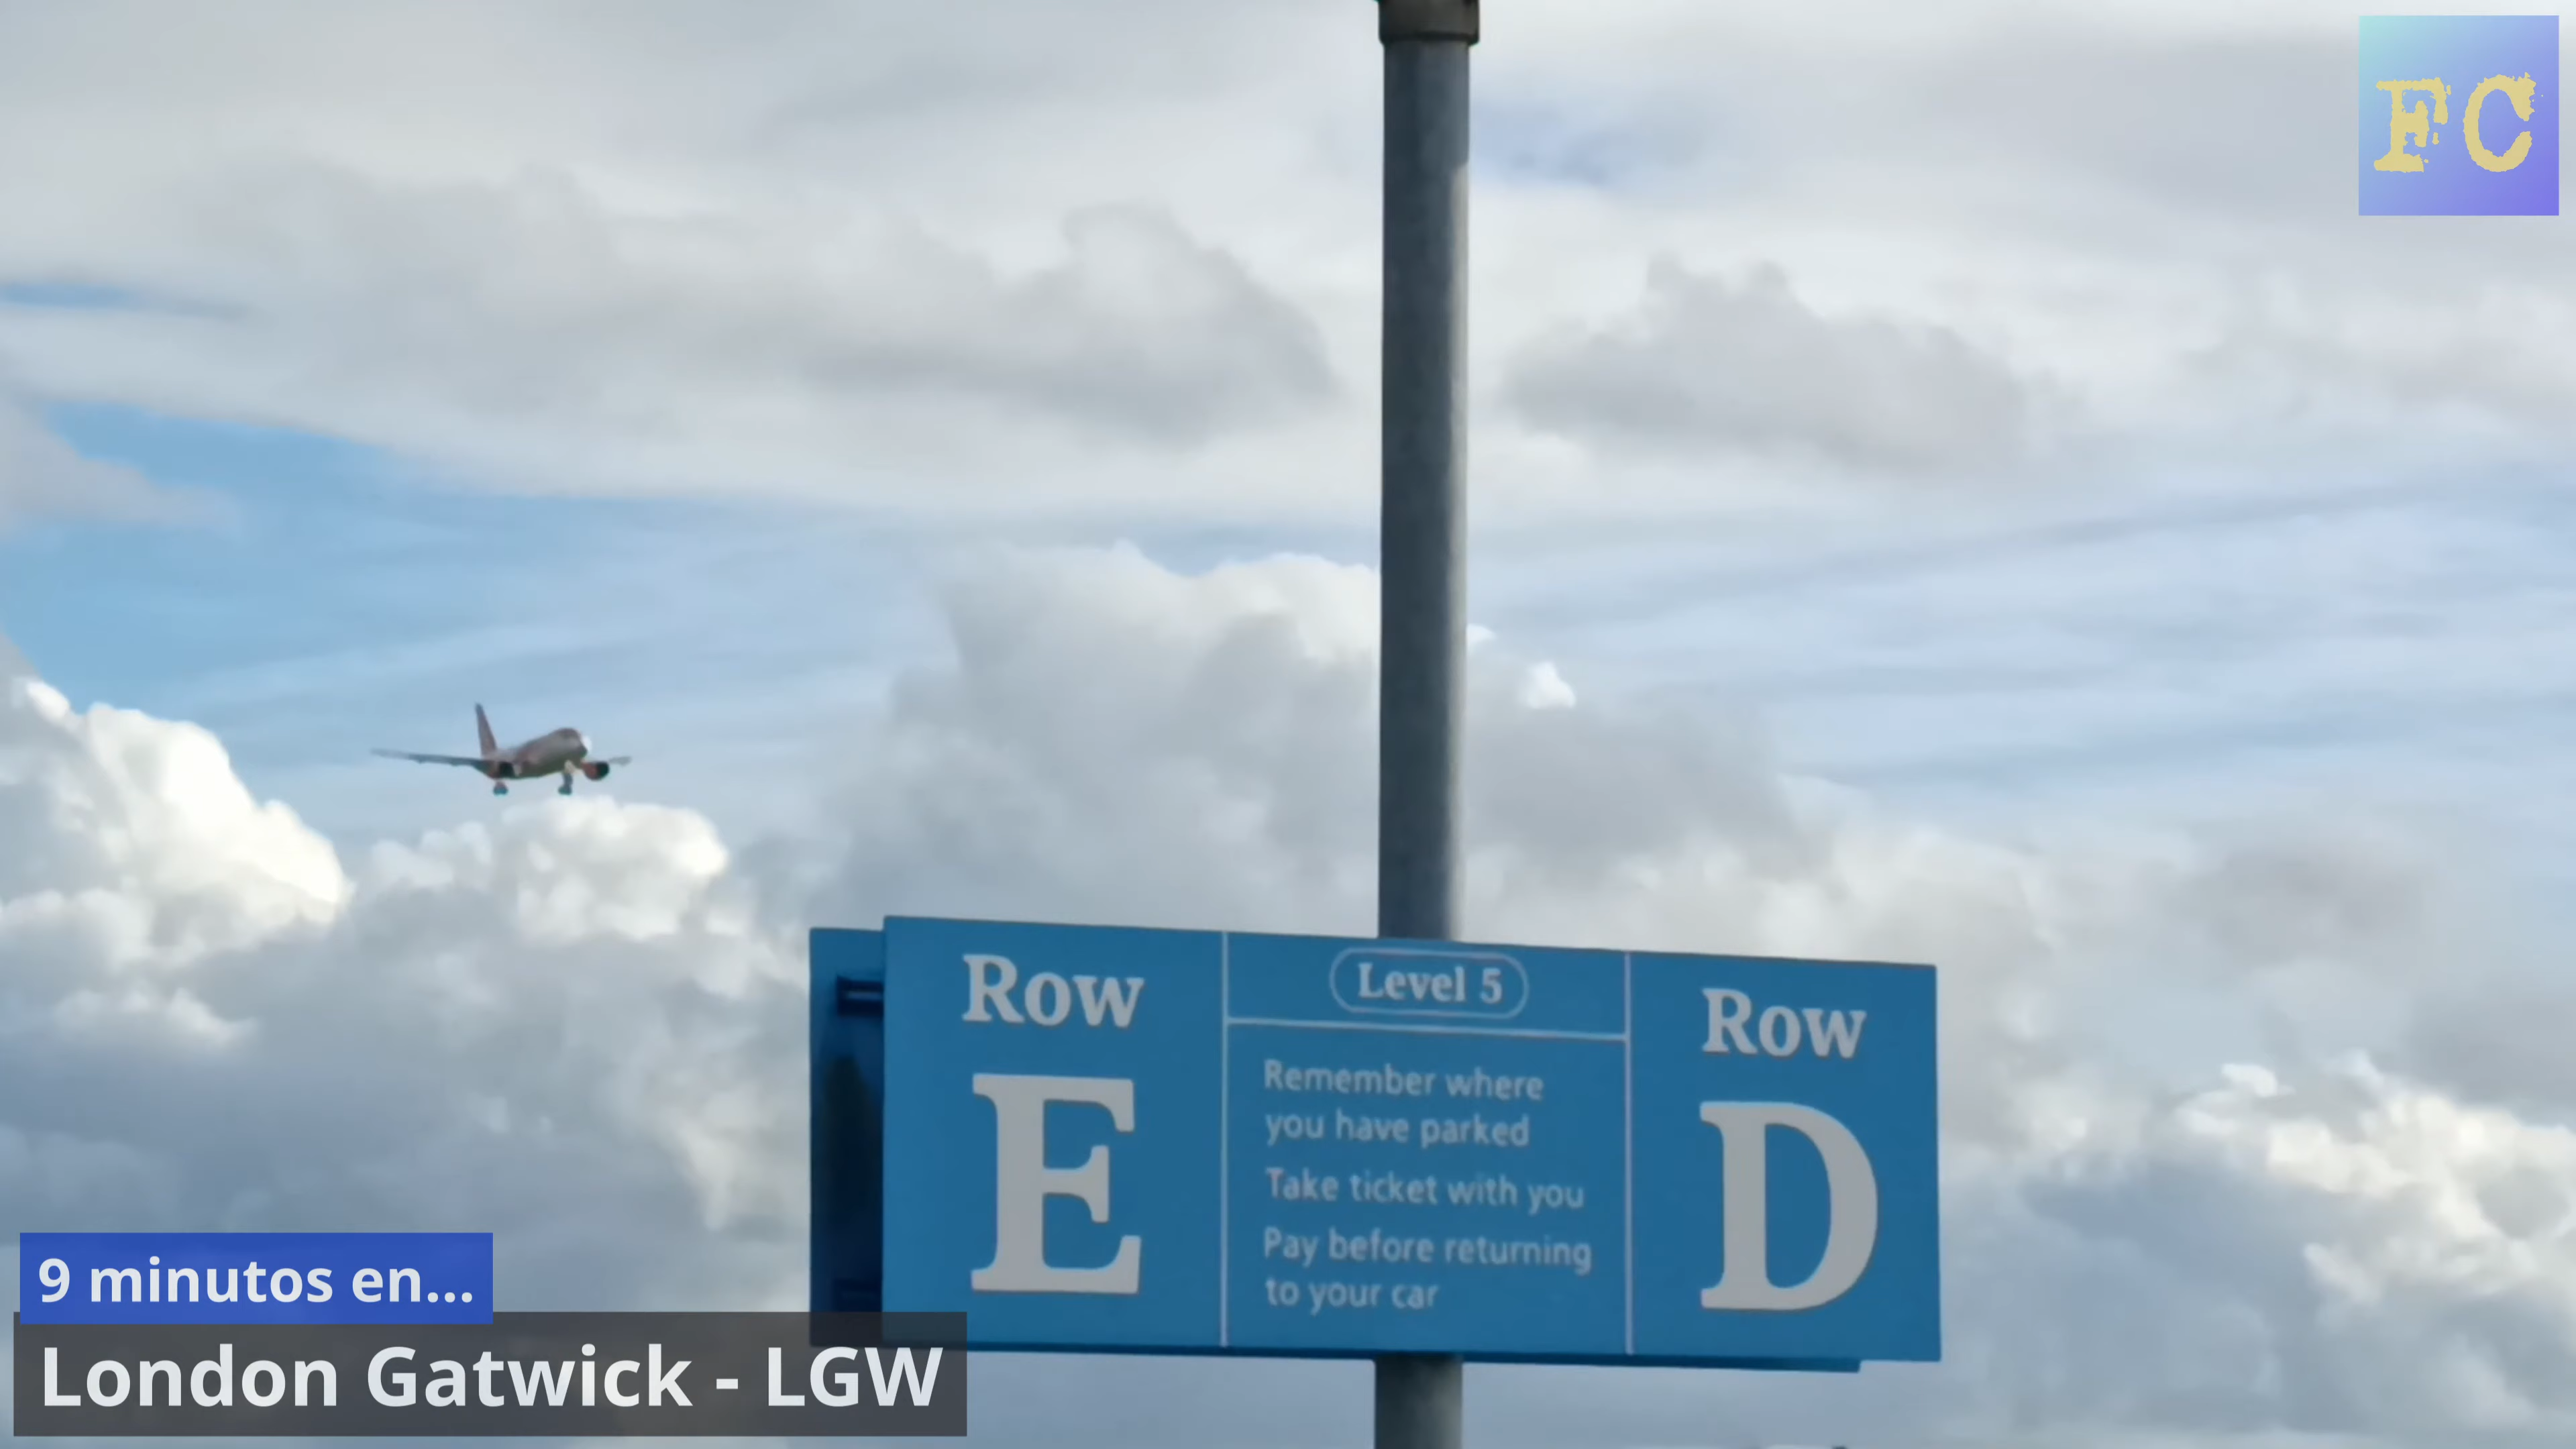 FC
Row
E
Level 5
Remember where
you have parked
Take ticket with you
Pay before returning
to your car
Row
D
9 minutos en...
London Gatwick - LGW